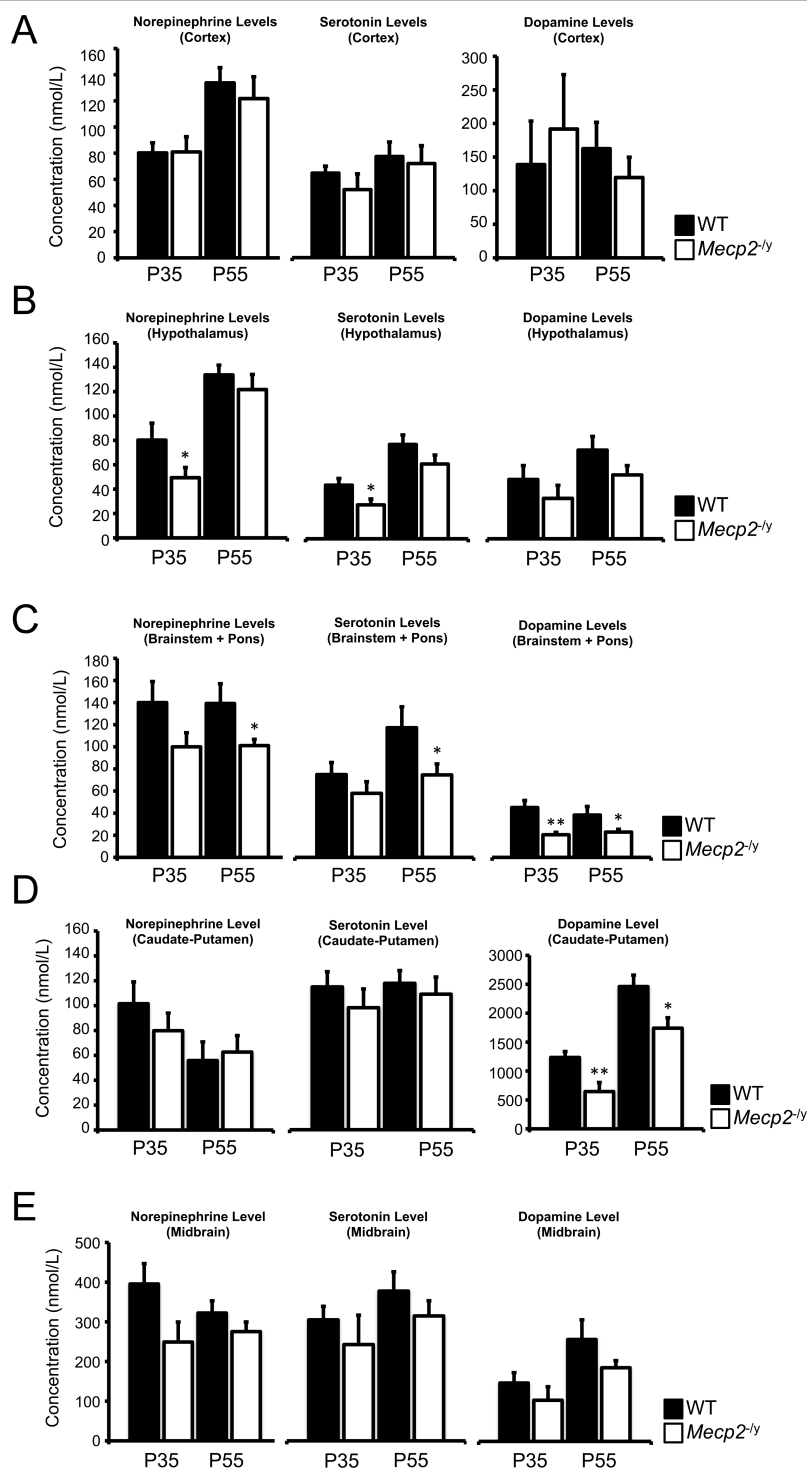 A
Norepinephrine Levels
(Cortex)
Serotonin Levels
(Cortex)
Dopamine Levels
(Cortex)
Concentration (nmol/L)
160
140
120
100
80
60
40
20
0
300
250
200
150
100
50
0
P35 P55
P35 P55
P35 P55
WT
Mecp2-/y
B
Norepinephrine Levels
(Hypothalamus)
Serotonin Levels
(Hypothalamus)
Dopamine Levels
(Hypothalamus)
Concentration (nmol/L)
160
140
120
100
80
60
40
20
0
*
*
P35 P55
P35 P55
P35 P55
WT
Mecp2-/y
C
Norepinephrine Levels
(Brainstem + Pons)
Serotonin Levels
(Brainstem + Pons)
Dopamine Levels
(Brainstem + Pons)
Concentration (nmol/L)
180
160
140
120
100
80
60
40
20
0
*
*
**
*
P35 P55
P35 P55
P35 P55
WT
Mecp2-/y
D
Norepinephrine Level
(Caudate-Putamen)
Serotonin Level
(Caudate-Putamen)
Dopamine Level
(Caudate-Putamen)
Concentration (nmol/L)
160
140
120
100
80
60
40
20
0
3000
2500
2000
1500
1000
500
0
**
*
P35 P55
P35 P55
P35 P55
WT
Mecp2-/y
E
Norepinephrine Level
(Midbrain)
Serotonin Level
(Midbrain)
Dopamine Level
(Midbrain)
Concentration (nmol/L)
500
400
300
200
100
0
P35 P55
P35 P55
P35 P55
WT
Mecp2-/y